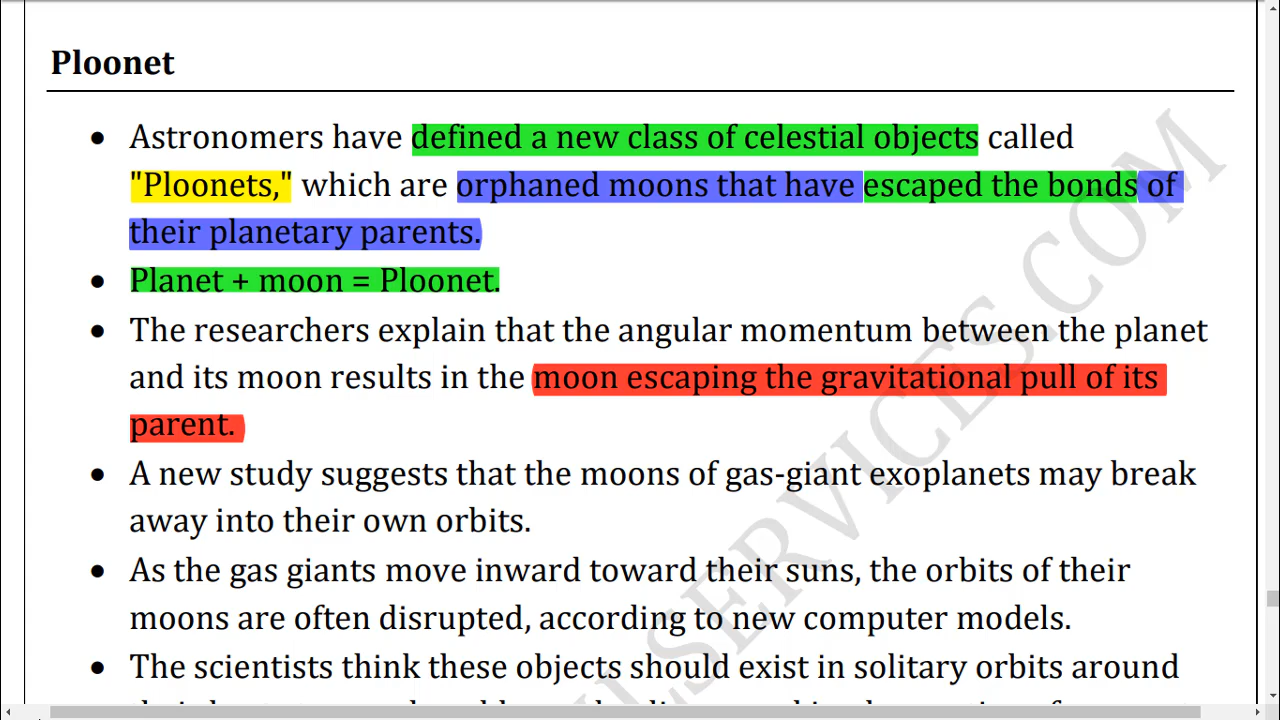 Ploonet
• Astronomers have defined a new class of celestial objects called
"Ploonets," which are orphaned moons that have escaped the bonds of
their planetary parents.
• Planet + moon = Ploonet.
• The researchers explain that the angular momentum between the planet
and its moon results in the moon escaping the gravitational pull of its
parent.
• A new study suggests that the moons of gas-giant exoplanets may break
away into their own orbits.
• As the gas giants move inward toward their suns, the orbits of their
moons are often disrupted, according to new computer models.
• The scientists think these objects should exist in solitary orbits around
ILSERVICES.COM